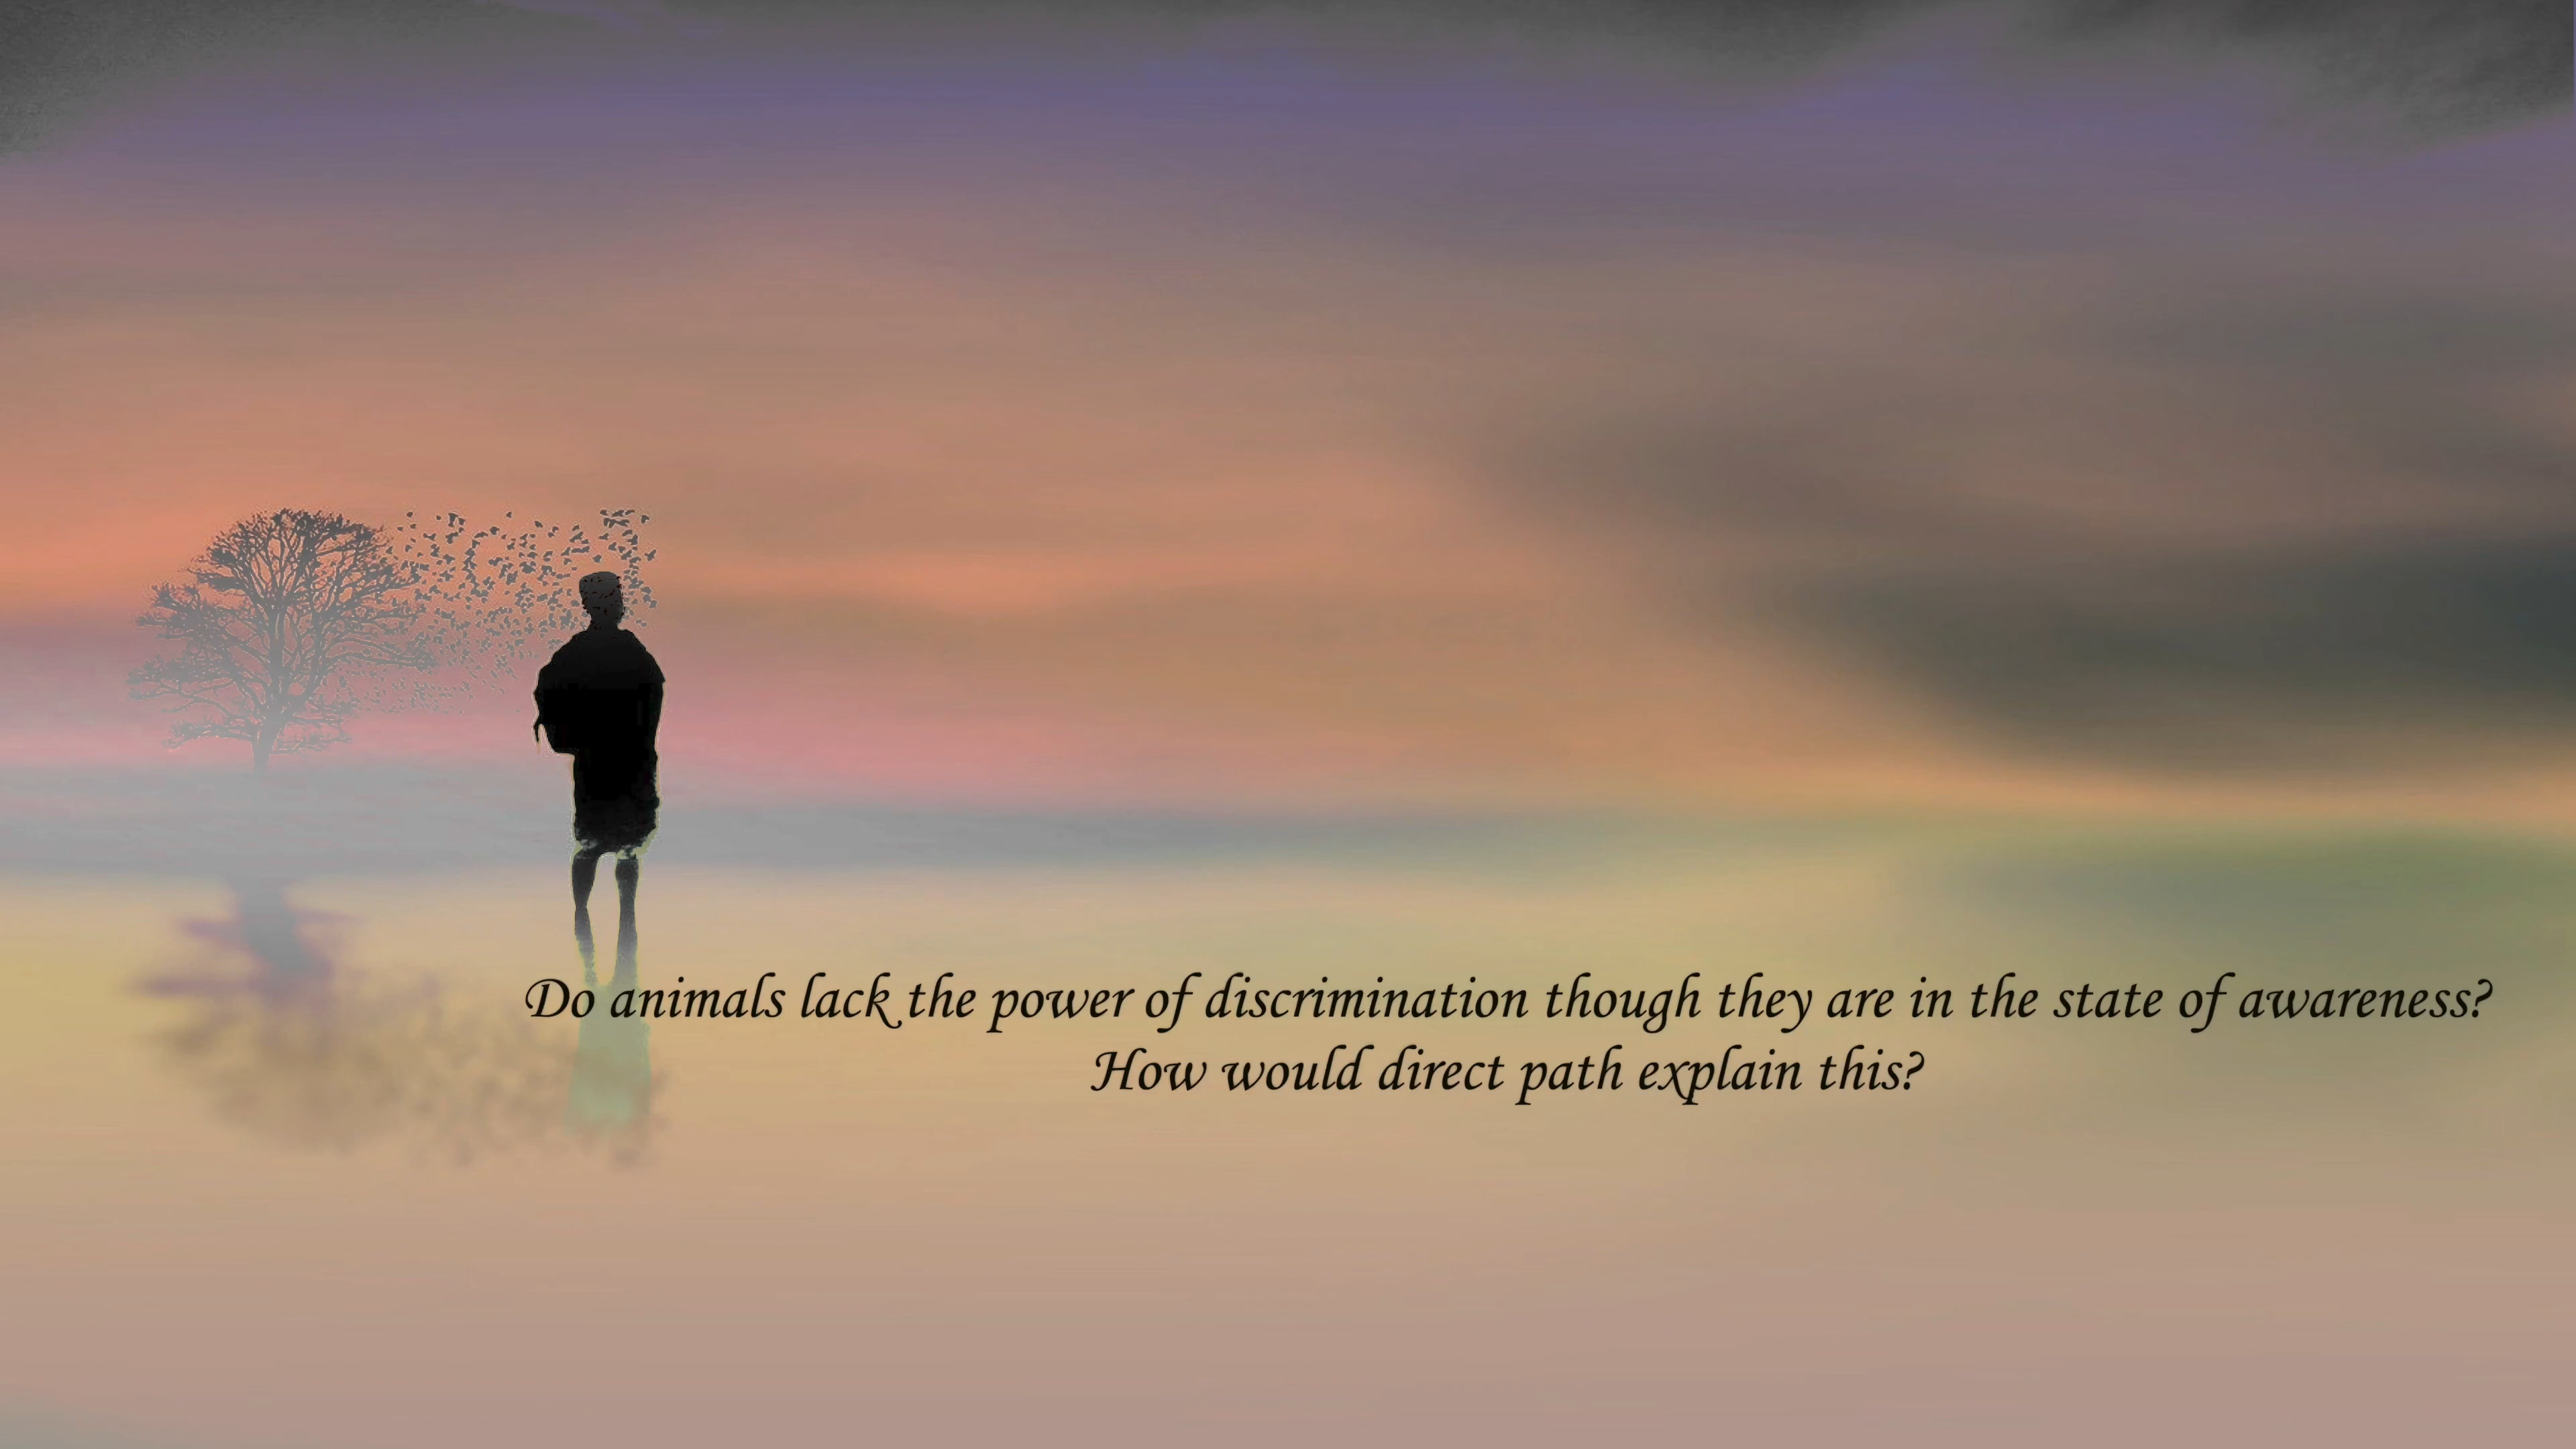 Do animals lack the power of discrimination though they are in the state of awareness?
How would direct path explain this?